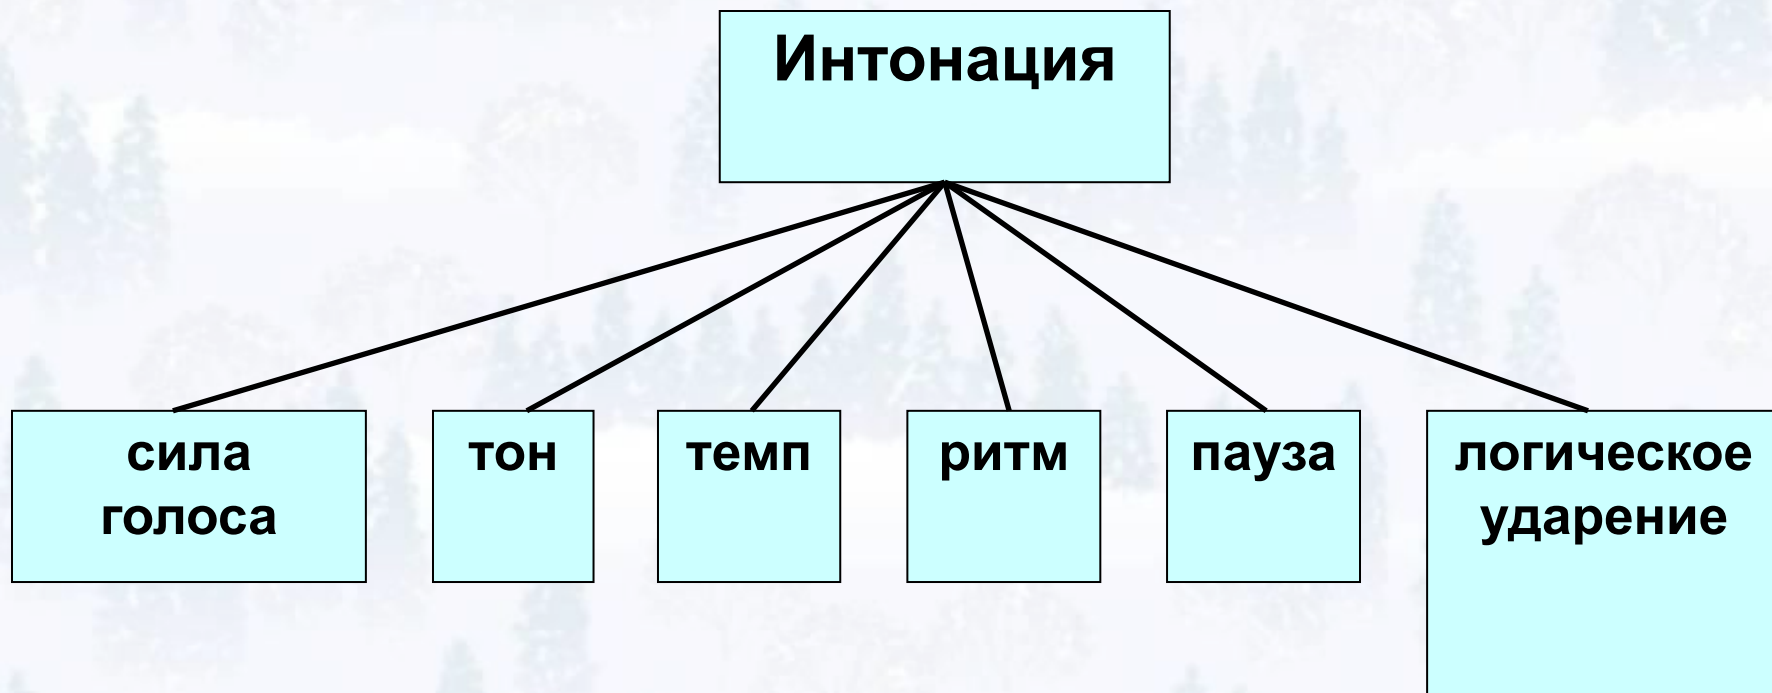 Интонация
сила
голоса
тон
темп
ритм
пауза
логическое
ударение